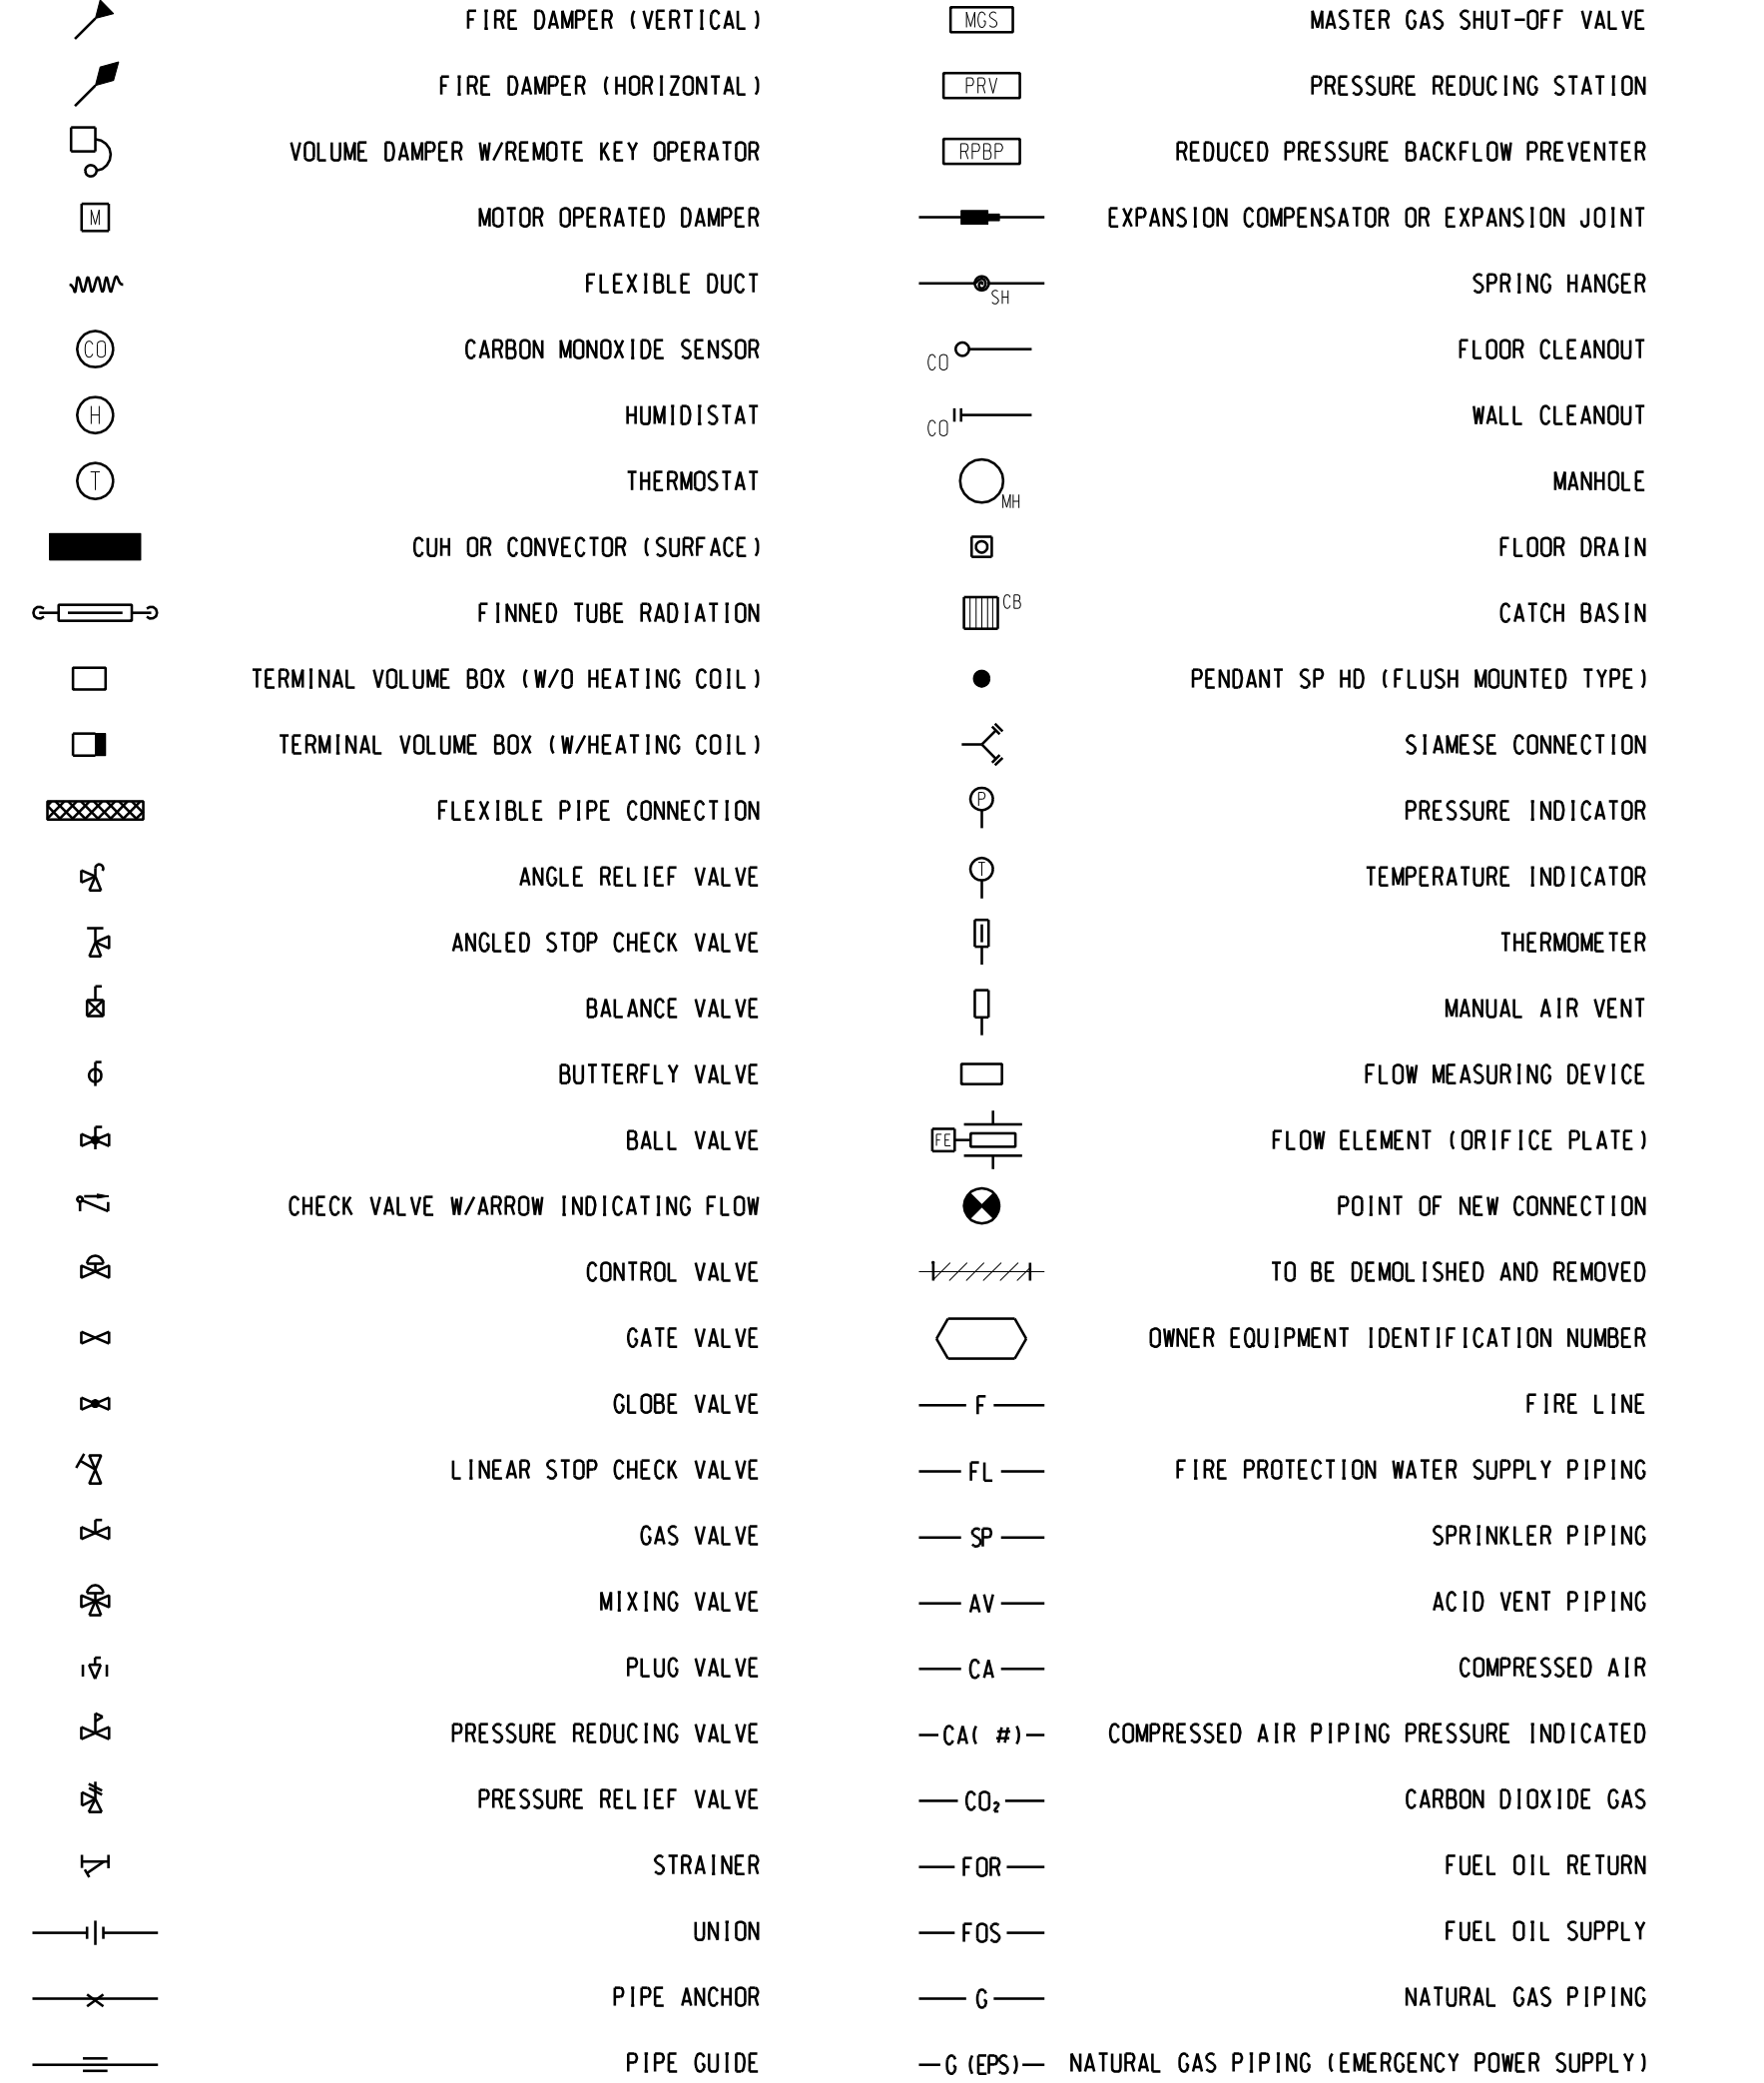 FIRE DAMPER (VERTICAL)
MGS
MASTER GAS SHUT-OFF VALVE
FIRE DAMPER (HORIZONTAL)
PRV
PRESSURE REDUCING STATION
VOLUME DAMPER W/REMOTE KEY OPERATOR
RPBP
REDUCED PRESSURE BACKFLOW PREVENTER
M
MOTOR OPERATED DAMPER
EXPANSION COMPENSATOR OR EXPANSION JOINT
FLEXIBLE DUCT
SH
SPRING HANGER
CO
CARBON MONOXIDE SENSOR
CO
FLOOR CLEANOUT
H
HUMIDISTAT
CO
WALL CLEANOUT
T
THERMOSTAT
MH
MANHOLE
CUH OR CONVECTOR (SURFACE)
FLOOR DRAIN
FINNED TUBE RADIATION
CB
CATCH BASIN
TERMINAL VOLUME BOX (W/O HEATING COIL)
PENDANT SP HD (FLUSH MOUNTED TYPE)
TERMINAL VOLUME BOX (W/HEATING COIL)
SIAMESE CONNECTION
FLEXIBLE PIPE CONNECTION
P
PRESSURE INDICATOR
ANGLE RELIEF VALVE
T
TEMPERATURE INDICATOR
ANGLED STOP CHECK VALVE
THERMOMETER
BALANCE VALVE
MANUAL AIR VENT
BUTTERFLY VALVE
FLOW MEASURING DEVICE
BALL VALVE
FE
FLOW ELEMENT (ORIFICE PLATE)
CHECK VALVE W/ARROW INDICATING FLOW
POINT OF NEW CONNECTION
CONTROL VALVE
TO BE DEMOLISHED AND REMOVED
GATE VALVE
OWNER EQUIPMENT IDENTIFICATION NUMBER
GLOBE VALVE
F
FIRE LINE
LINEAR STOP CHECK VALVE
FL
FIRE PROTECTION WATER SUPPLY PIPING
GAS VALVE
SP
SPRINKLER PIPING
MIXING VALVE
AV
ACID VENT PIPING
PLUG VALVE
CA
COMPRESSED AIR
PRESSURE REDUCING VALVE
CA( #)
COMPRESSED AIR PIPING PRESSURE INDICATED
PRESSURE RELIEF VALVE
CO₂
CARBON DIOXIDE GAS
STRAINER
FOR
FUEL OIL RETURN
UNION
FOS
FUEL OIL SUPPLY
PIPE ANCHOR
G
NATURAL GAS PIPING
PIPE GUIDE
G (EPS)
NATURAL GAS PIPING (EMERGENCY POWER SUPPLY)